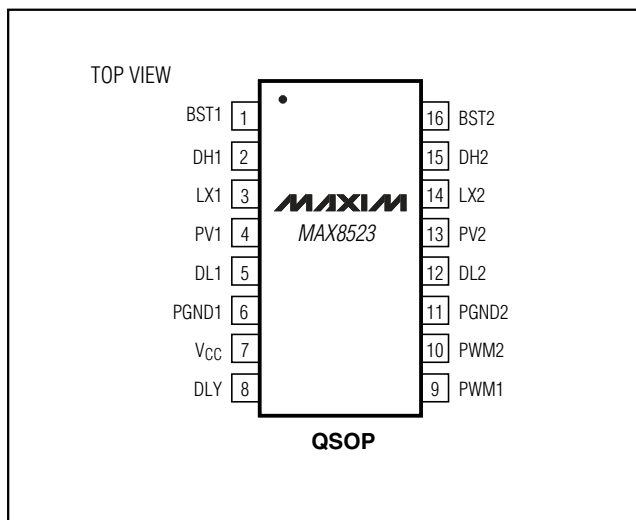 TOP VIEW
BST1 1 16 BST2
DH1 2 15 DH2
LX1 3 MAXIM 14 LX2
PV1 4 MAX8523 13 PV2
DL1 5 12 DL2
PGND1 6 11 PGND2
VCC 7 10 PWM2
DLY 8 9 PWM1
QSOP